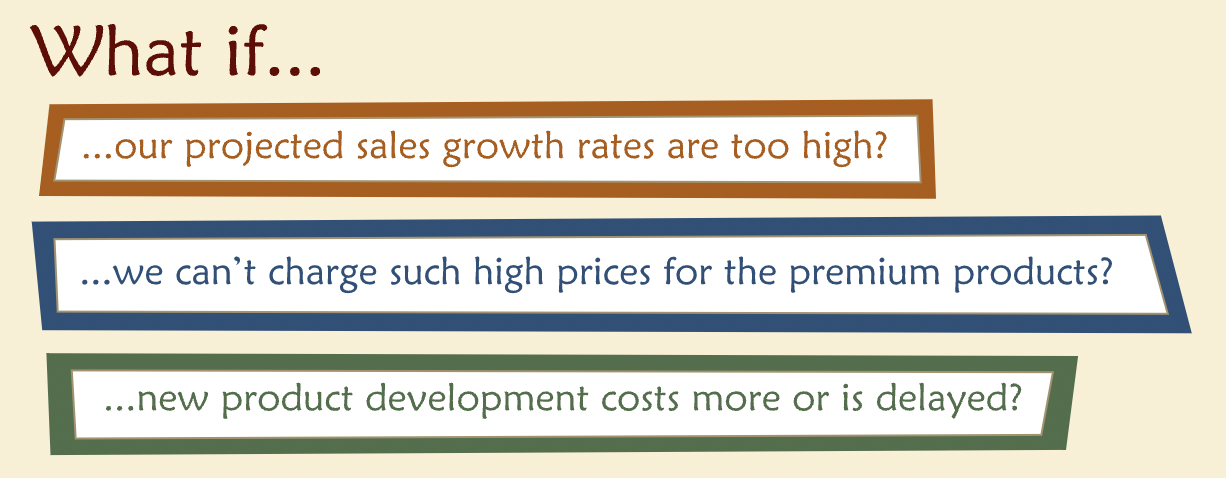 What if...
...our projected sales growth rates are too high?
...we can’t charge such high prices for the premium products?
...new product development costs more or is delayed?